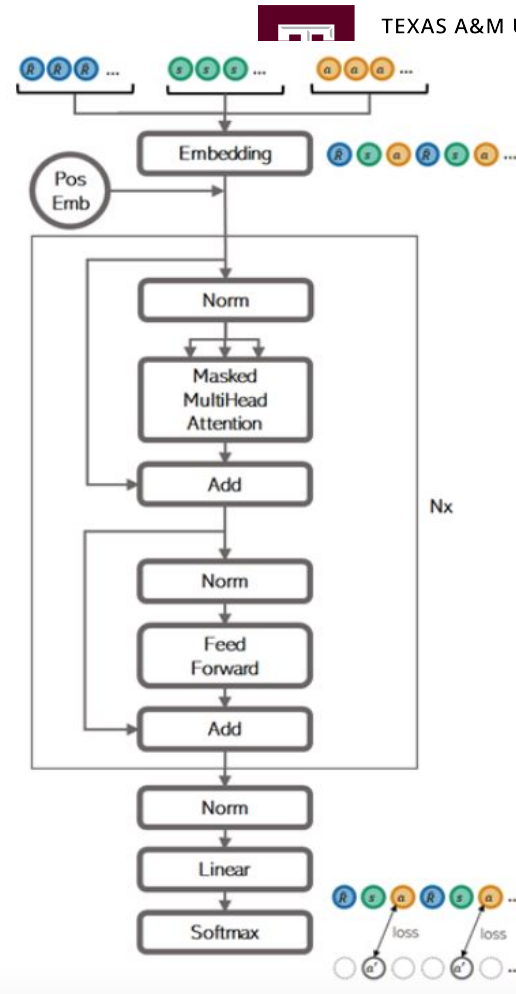 TEXAS A&M U
R̂ R̂ R̂ ... s s s ... a a a ...
Embedding
R̂ s a R̂ s a ...
Pos
Emb
Norm
Masked
MultiHead
Attention
Add
Nx
Norm
Feed
Forward
Add
Norm
Linear
R̂ s a R̂ s a ...
Softmax
loss loss
a' a' ...